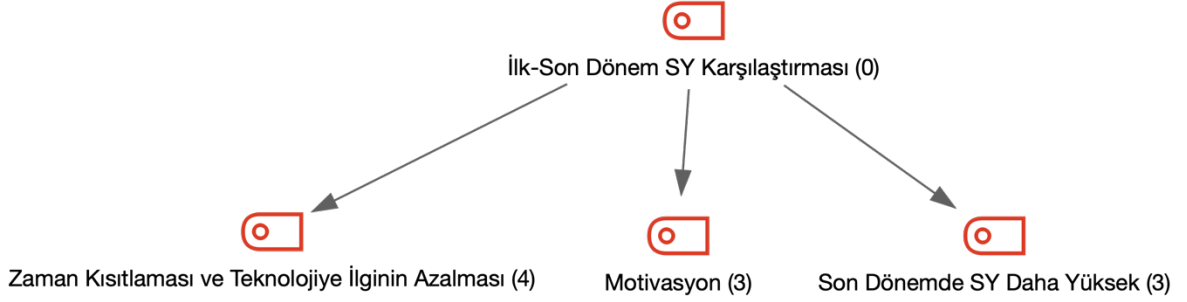 İlk-Son Dönem SY Karşılaştırması (0)
Zaman Kısıtlaması ve Teknolojiye İlginin Azalması (4)
Motivasyon (3)
Son Dönemde SY Daha Yüksek (3)